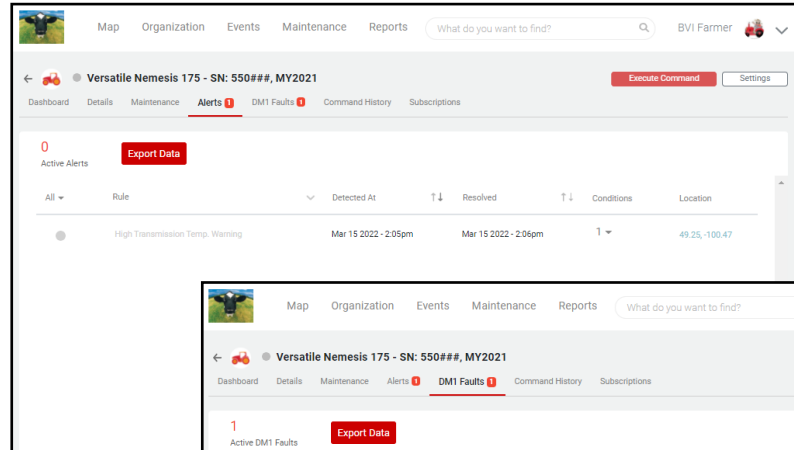 Map Organization Events Maintenance Reports What do you want to find? BVI Farmer
Versatile Nemesis 175 - SN: 550###, MY2021 Execute Command Settings
Dashboard Details Maintenance Alerts 1 DM1 Faults 1 Command History Subscriptions
0
Active Alerts
Export Data
All Rule Detected At Resolved Conditions Location
High Transmission Temp. Warning Mar 15 2022 - 2:05pm Mar 15 2022 - 2:06pm 1 49.25, -100.47
Map Organization Events Maintenance Reports What do you want to find?
Versatile Nemesis 175 - SN: 550###, MY2021
Dashboard Details Maintenance Alerts 1 DM1 Faults 1 Command History Subscriptions
1
Active DM1 Faults
Export Data